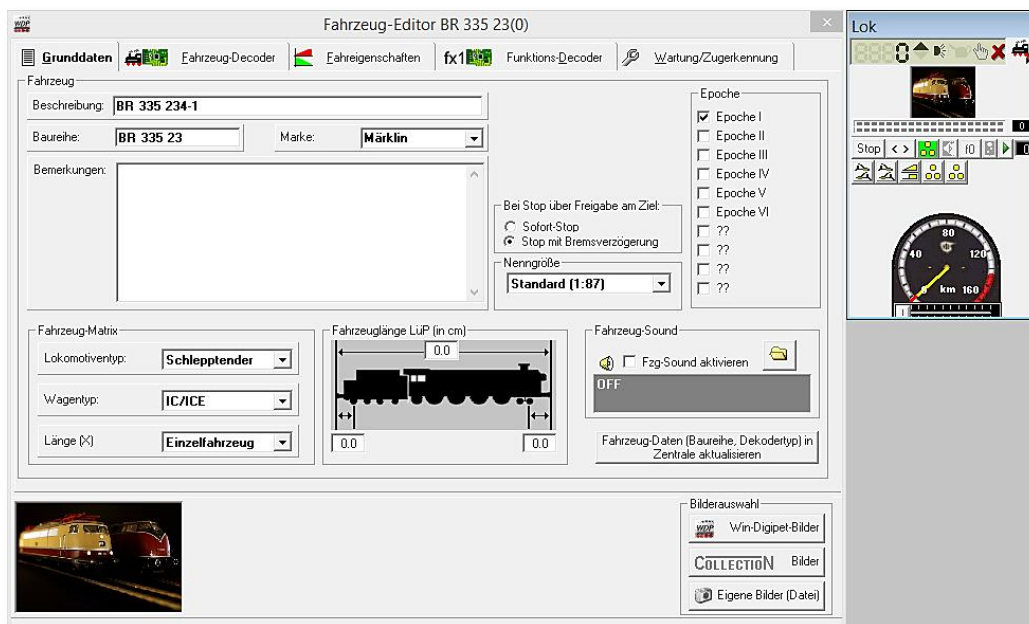 Fahrzeug-Editor BR 335 23(0)
Grunddaten
Fahrzeug-Decoder
Fahreigenschaften
fx1
Funktions-Decoder
Wartung/Zugerkennung
Fahrzeug
Beschreibung:
BR 335 234-1
Baureihe:
BR 335 23
Marke:
Märklin
Bemerkungen:
Bei Stop über Freigabe am Ziel:
Sofort-Stop
Stop mit Bremsverzögerung
Nenngröße
Standard (1:87)
Epoche
Epoche I
Epoche II
Epoche III
Epoche IV
Epoche V
Epoche VI
??
??
??
??
Fahrzeug-Matrix
Lokomotiventyp:
Schlepptender
Wagentyp:
IC/ICE
Länge (X)
Einzelfahrzeug
Fahrzeuglänge LüP (in cm)
0.0
0.0
0.0
Fahrzeug-Sound
Fzg-Sound aktivieren
OFF
Fahrzeug-Daten (Baureihe, Dekodertyp) in
Zentrale aktualisieren
Bilderauswahl
WDP Win-Digipet-Bilder
COLLECTION Bilder
Eigene Bilder (Datei)
Lok
0
0
Stop < > f0 0
0 40 80 120 160
km